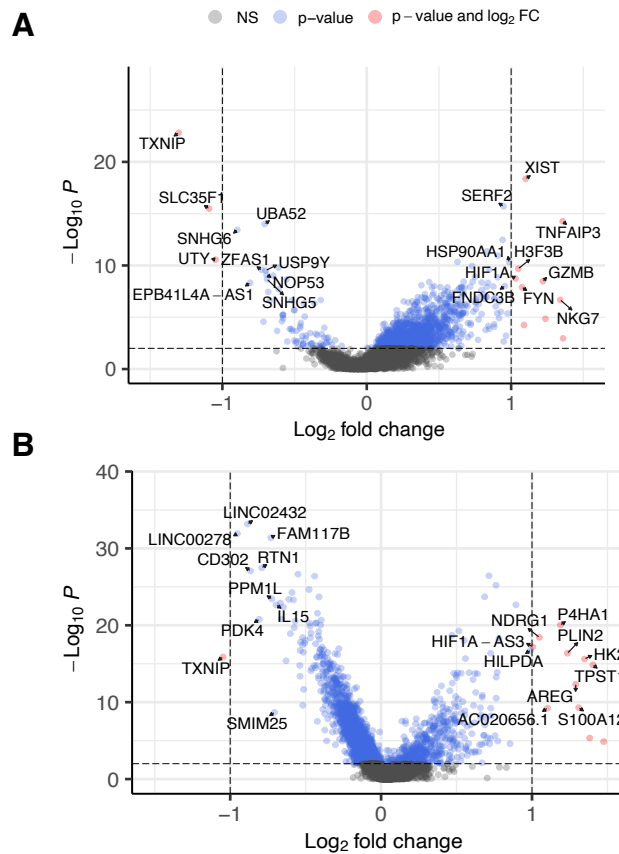 A
NS p-value p-value and log2 FC
TXNIP
SLC35F1
UBA52
SNHG6
UTY ZFAS1 USP9Y
NOP53
EPB41L4A-AS1
SNHG5
XIST
SERF2
TNFAIP3
HSP90AA1 H3F3B
HIF1A GZMB
FNDC3B FYN
NKG7
20
10
0
-Log10 P
-1 0 1
Log2 fold change
B
40
30
20
10
0
-Log10 P
LINC02432
LINC00278 FAM117B
CD302 RTN1
PPM1L
IL15
PDK4
TXNIP
SMIM25
NDRG1 P4HA1
HIF1A-AS3 PLIN2
HILPDA HK2
TPST1
AREG
AC020656.1 S100A12
-1 0 1
Log2 fold change